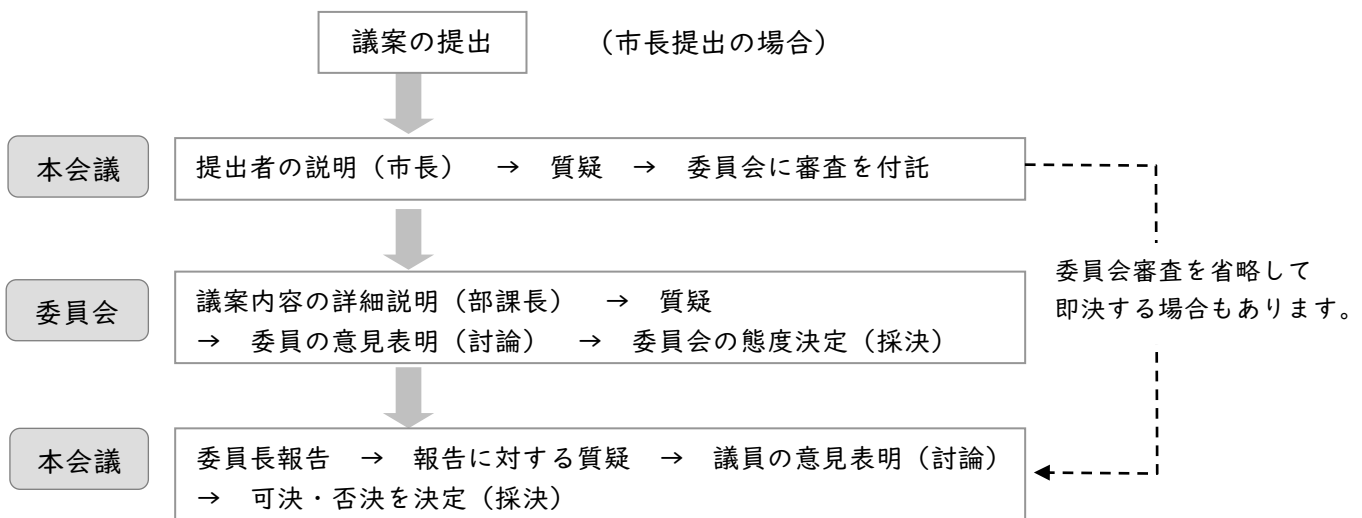 議案の提出 （市長提出の場合）
本会議
提出者の説明（市長） → 質疑 → 委員会に審査を付託
委員会
議案内容の詳細説明（部課長） → 質疑
→ 委員の意見表明（討論） → 委員会の態度決定（採決）
委員会審査を省略して
即決する場合もあります。
本会議
委員長報告 → 報告に対する質疑 → 議員の意見表明（討論）
→ 可決・否決を決定（採決）